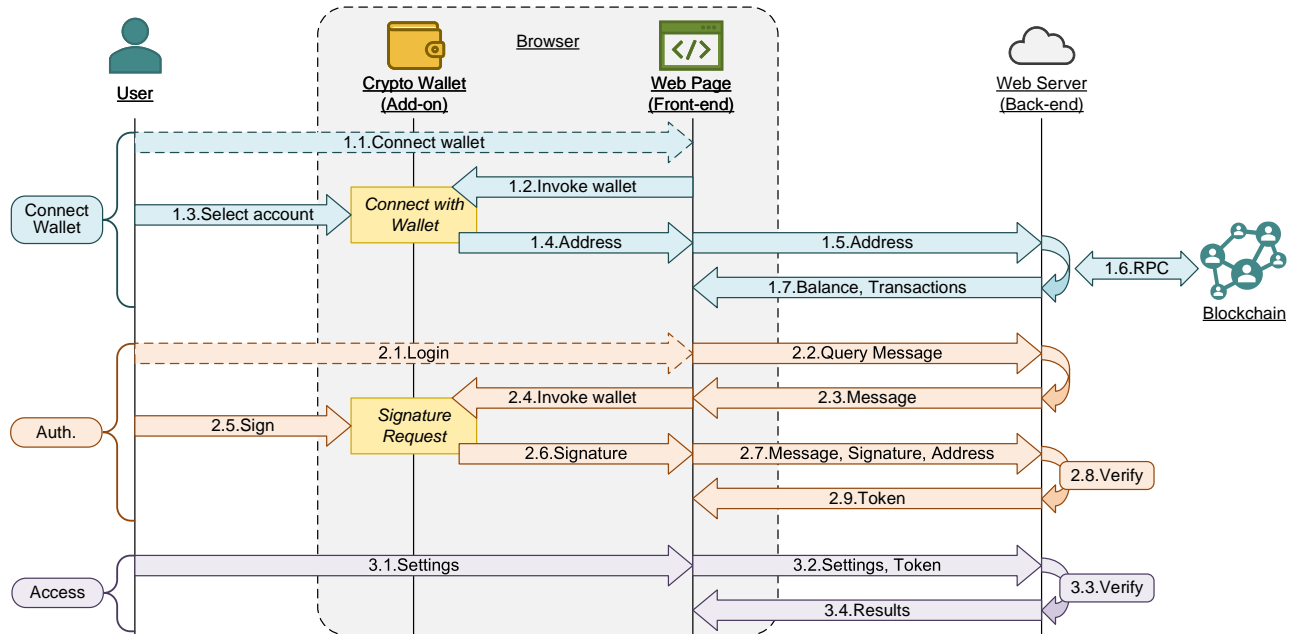 Browser
User
Crypto Wallet
(Add-on)
Web Page
(Front-end)
Web Server
(Back-end)
Connect
Wallet
1.1.Connect wallet
1.2.Invoke wallet
1.3.Select account
Connect with
Wallet
1.4.Address
1.5.Address
1.6.RPC
1.7.Balance, Transactions
Blockchain
Auth.
2.1.Login
2.2.Query Message
2.3.Message
2.4.Invoke wallet
2.5.Sign
Signature
Request
2.6.Signature
2.7.Message, Signature, Address
2.8.Verify
2.9.Token
Access
3.1.Settings
3.2.Settings, Token
3.3.Verify
3.4.Results